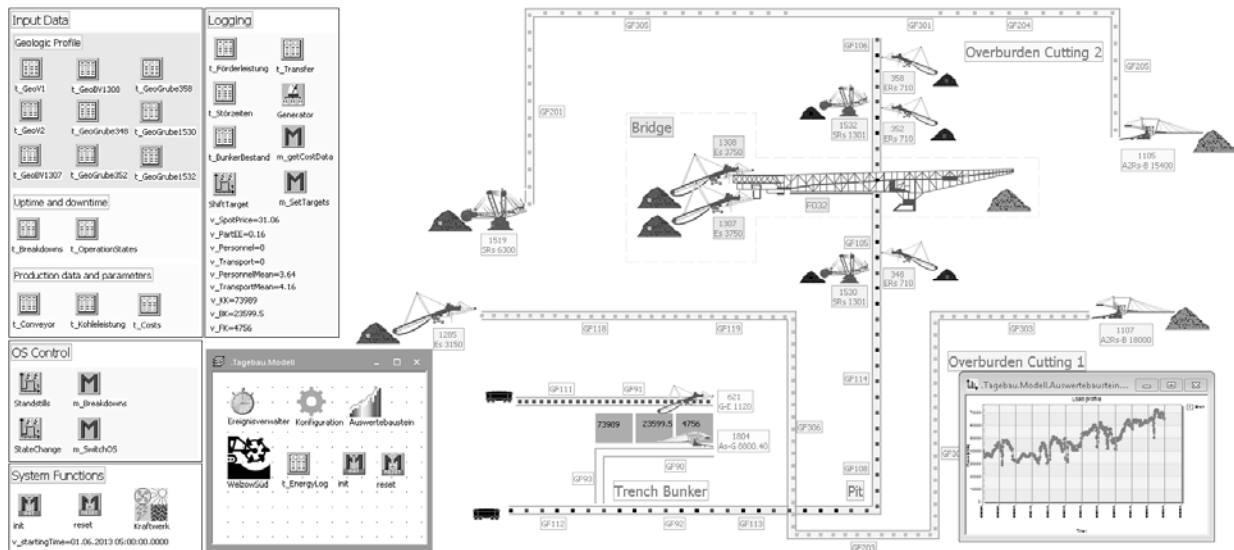 Input Data
Geologic Profile
t_GeoV1
t_GeoBV1308
t_GeoGrube358
t_GeoV2
t_GeoGrube348
t_GeoGrube1530
t_GeoBV1307
t_GeoGrube352
t_GeoGrube1532
Uptime and downtime
t_Breakdowns
t_OperationStates
Production data and parameters
t_Conveyor
t_Kohleleistung
t_Costs
OS Control
Standstills
m_Breakdowns
StateChange
m_SwitchOS
System Functions
init
reset
Kraftwerk
v_startingTime=01.06.2013 05:00:00.0000
Logging
t_Förderleistung
t_Transfer
t_Störzeiten
Generator
t_BunkerBestand
m_getCostData
ShiftTarget
m_SetTargets
v_SpotPrice=31.06
v_PartEE=0.16
v_Personnel=0
v_Transport=0
v_PersonnelMean=3.64
v_TransportMean=4.16
v_KK=73989
v_BK=23599.5
v_FK=4756
.Tagebau.Modell
Ereignisverwalter
Konfiguration
Auswertebaustein
WelzowSüd
t_EnergyLog
init
reset
GF305
GF301
GF204
GF106
Overburden Cutting 2
GF205
GF201
358
ERs 710
1532
SRs 1301
352
ERs 710
Bridge
1308
Es 3750
1105
A2Rs-B 15400
F032
1519
SRs 6300
1307
Es 3750
GF105
1530
SRs 1301
348
ERs 710
1285
Es 3150
GF118
GF119
GF303
1107
A2Rs-B 18000
Overburden Cutting 1
GF111
GF91
621
G-E 1120
GF114
73989
23599.5
4756
1804
As-G 8800.40
GF306
GF90
GF93
GF108
Trench Bunker
Pit
GF112
GF92
GF113
GF203
.Tagebau.Modell.Auswertebaustein....
Load profile